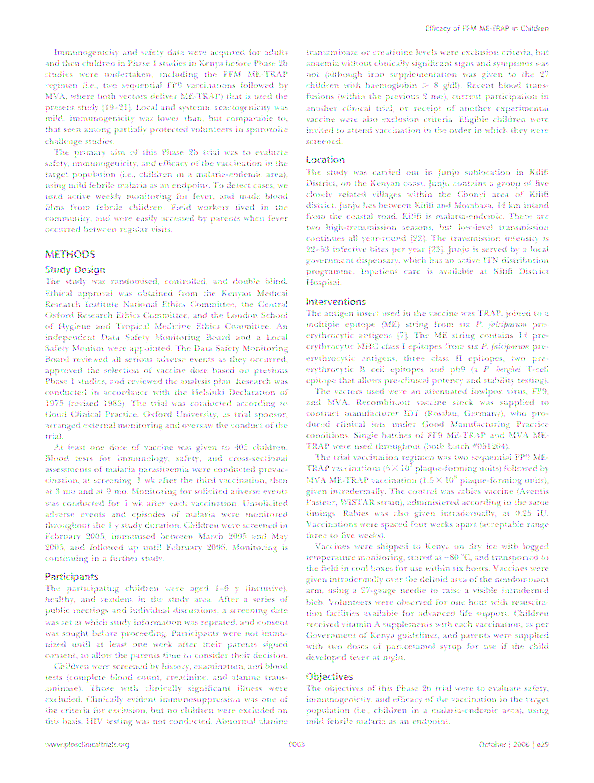 Efficacy of FFM ME-TRAP in Children
Immunogenicity and safety data were acquired for adults
and then children in Phase I studies in Kenya before Phase 2b
studies were undertaken, including the FFM ME-TRAP
regimen (i.e., two sequential FP9 vaccinations followed by
MVA, where both vectors deliver ME-TRAP) that is used the
present study [19–21]. Local and systemic reactogenicity was
mild. Immunogenicity was lower than, but comparable to,
that seen among partially protected volunteers in sporozoite
challenge studies.
The primary aim of this Phase 2b trial was to evaluate
safety, immunogenicity, and efficacy of the vaccination in the
target population (i.e., children in a malaria-endemic area),
using mild febrile malaria as an endpoint. To detect cases, we
used active weekly monitoring for fever, and made blood
films from febrile children. Field workers lived in the
community and were easily accessed by parents when fever
occurred between regular visits.
METHODS
Study Design
The study was randomised, controlled, and double blind.
Ethical approval was obtained from the Kenyan Medical
Research Institute National Ethics Committee, the Central
Oxford Research Ethics Committee, and the London School
of Hygiene and Tropical Medicine Ethics Committee. An
independent Data Safety Monitoring Board and a Local
Safety Monitor were appointed. The Data Safety Monitoring
Board reviewed all serious adverse events as they occurred,
approved the selection of vaccine dose based on previous
Phase I studies, and reviewed the analysis plan. Research was
conducted in accordance with the Helsinki Declaration of
1975 (revised 1983). The trial was conducted according to
Good Clinical Practice. Oxford University, as trial sponsor,
arranged external monitoring and oversaw the conduct of the
trial.
At least one dose of vaccine was given to 405 children.
Blood tests for immunology, safety, and cross-sectional
assessments of malaria parasitaemia were conducted
at screening, 1 wk after the third vaccination, then
at 3 mo and at 9 mo. Monitoring for solicited adverse events
was conducted for 1 wk after each vaccination. Unsolicited
adverse events and episodes of malaria were monitored
throughout the study duration. Children were screened in
February 2005, immunised between March 2005 and May
2005, and followed up until February 2006. Monitoring is
continuing in a further study.
Participants
The participating children were aged 1–6 y inclusive,
healthy, and resident in the study area. After a series of
public meetings and individual discussions, a screening date
was set at which study information was repeated, and consent
was sought before proceeding. Participants were not
until at least one week after their parents signed
consent, to allow the parents time to consider their decision.
Children were screened by history, examination, and blood
tests (complete blood count, creatinine, and alanine
Those with clinically significant illness were
excluded. Clinically evident immunosuppression was one of
the criteria for exclusion, but no children were excluded on
this basis. HIV testing was not conducted. Abnormal alanine
transaminase or creatinine levels were exclusion criteria, but
anaemia without clinically significant signs and symptoms was
not (although iron supplementation was given to the
children with haemoglobin > 8 g/dl). Recent blood
(within the previous 2 mo), current participation in
another clinical trial, or receipt of another experimental
vaccine were also exclusion criteria. Eligible children were
invited to attend vaccination in the order in which they were
screened.
Location
The study was carried out in Junju sublocation in Kilifi
District, on the Kenyan coast. Junju contains a group of five
closely related villages within the Chonyi area of Kilifi
district. Junju lies between Kilifi and Mombasa, 14 km inland
from the coastal road. Kilifi is malaria-endemic. There are
two high-transmission seasons, but low-level transmission
continues all year round [22]. The transmission intensity is
22–53 infective bites per year [23]. Junju is served by a local
government dispensary, which is an active ITN distribution
programme. Inpatient care is available at Kilifi District
Hospital.
Interventions
The antigen insert used in the vaccine was TRAP, joined to a
multiple epitope (ME) string from six P. falciparum pre-
erythrocytic antigens [7]. The ME string contains 14 pre-
erythrocytic MHC class I epitopes from six P. falciparum pre-
erythrocytic antigens, three class II epitopes, two pre-
erythrocytic B cell epitopes and pb9 (a P. berghei T-cell
epitope that allows pre-clinical potency and stability testing).
The vectors used were an attenuated fowlpox virus, FP9,
and MVA. Recombinant vaccine stock was supplied to
contract manufacturer IDT (Rosslau, Germany), who pro-
duced clinical lots under Good Manufacturing Practice
conditions. Single batches of FP9 ME-TRAP and MVA ME-
TRAP were used throughout
The trial vaccination regimen was two sequential FP9 ME-
TRAP vaccinations plaque-forming units) followed by
MVA ME-TRAP vaccination plaque-forming units),
given intradermally. The control was rabies vaccine (Aventis
Pasteur, WISTAR strain), administered according to the same
timings. Rabies was also given intradermally, at 0.25 IU.
Vaccinations were spaced four weeks apart (acceptable range
three to five weeks).
Vaccines were shipped to Kenya on dry ice with logged
temperature monitoring, stored at −80 °C, and transported to
the field in cool boxes for use within six hours. Vaccines were
given intradermally over the deltoid area of the nondominant
arm, using a 27-gauge needle to raise a visible intradermal
bleb. Volunteers were observed for one hour with
facilities available for advanced life support. Children
received vitamin A supplements with each vaccination, as per
Government of Kenya guidelines, and parents were supplied
with two doses of paracetamol syrup for use if the child
developed fever at night.
Objectives
The objectives of this Phase 2b trial were to evaluate safety,
immunogenicity, and efficacy of the vaccination in the target
population (i.e., children in a malaria-endemic area), using
mild febrile malaria as an endpoint.
www.plosclinicaltrials.org
0003
October | 2006 | e29